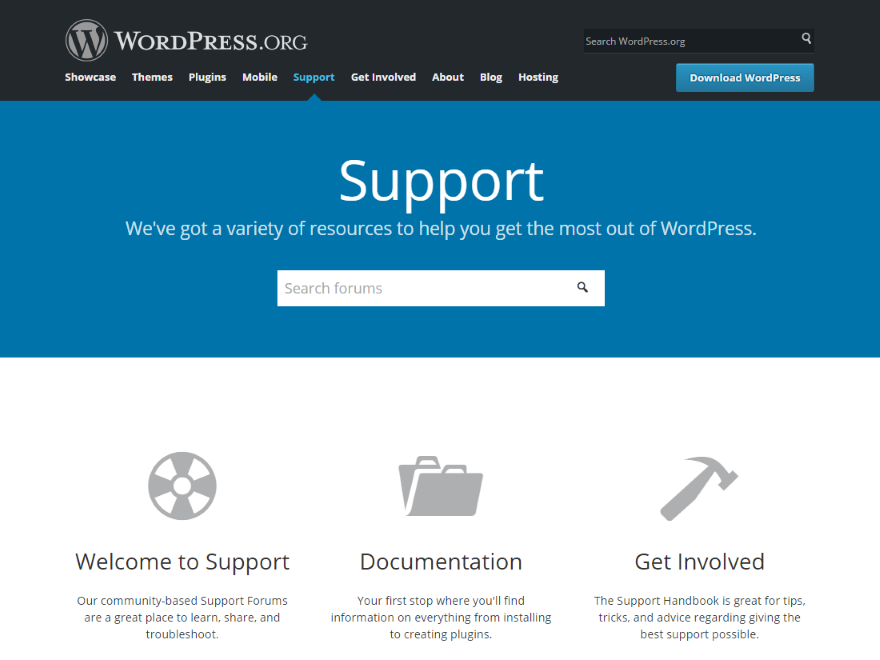 WORDPRESS.ORG
Search WordPress.org
Showcase Themes Plugins Mobile Support Get Involved About Blog Hosting
Download WordPress
Support
We've got a variety of resources to help you get the most out of WordPress.
Search forums
Welcome to Support
Our community-based Support Forums
are a great place to learn, share, and
troubleshoot.
Documentation
Your first stop where you'll find
information on everything from installing
to creating plugins.
Get Involved
The Support Handbook is great for tips,
tricks, and advice regarding giving the
best support possible.